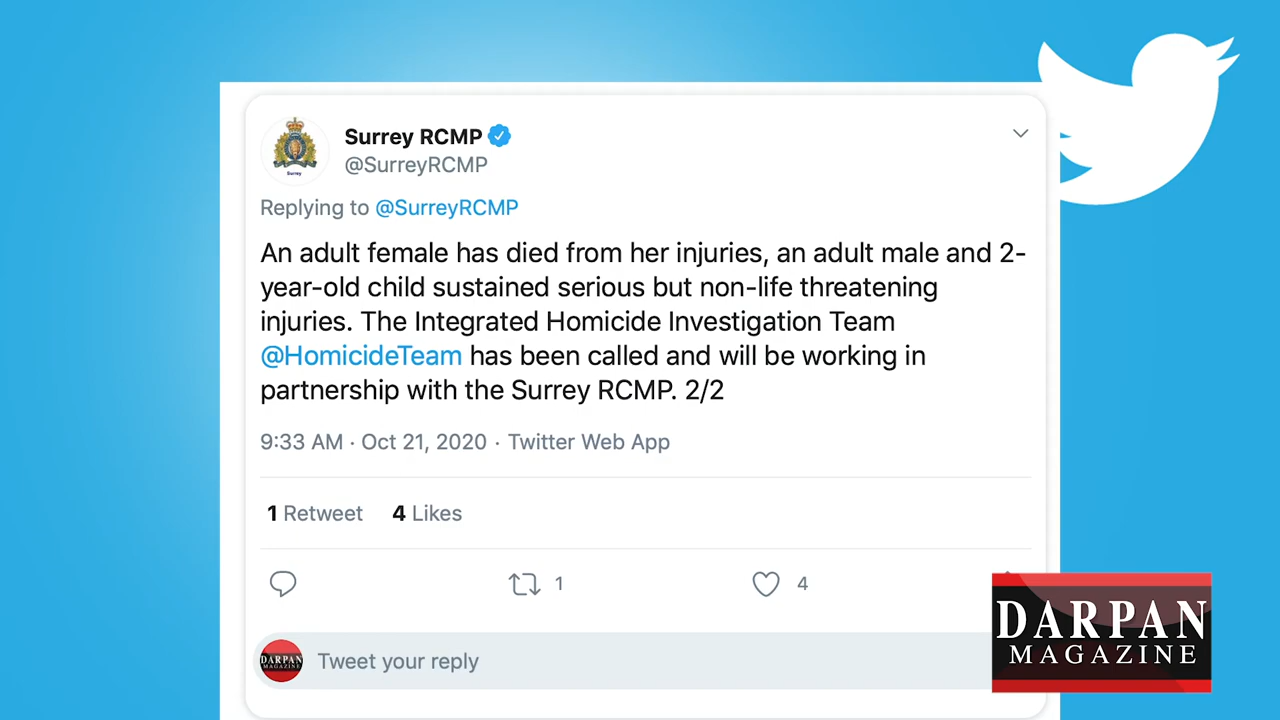 Surrey RCMP
@SurreyRCMP
Surrey
Replying to @SurreyRCMP
An adult female has died from her injuries, an adult male and 2-
year-old child sustained serious but non-life threatening
injuries. The Integrated Homicide Investigation Team
@HomicideTeam has been called and will be working in
partnership with the Surrey RCMP. 2/2
9:33 AM · Oct 21, 2020 · Twitter Web App
1 Retweet 4 Likes
1 4
DARPAN
MAGAZINE
Tweet your reply
DARPAN
MAGAZINE